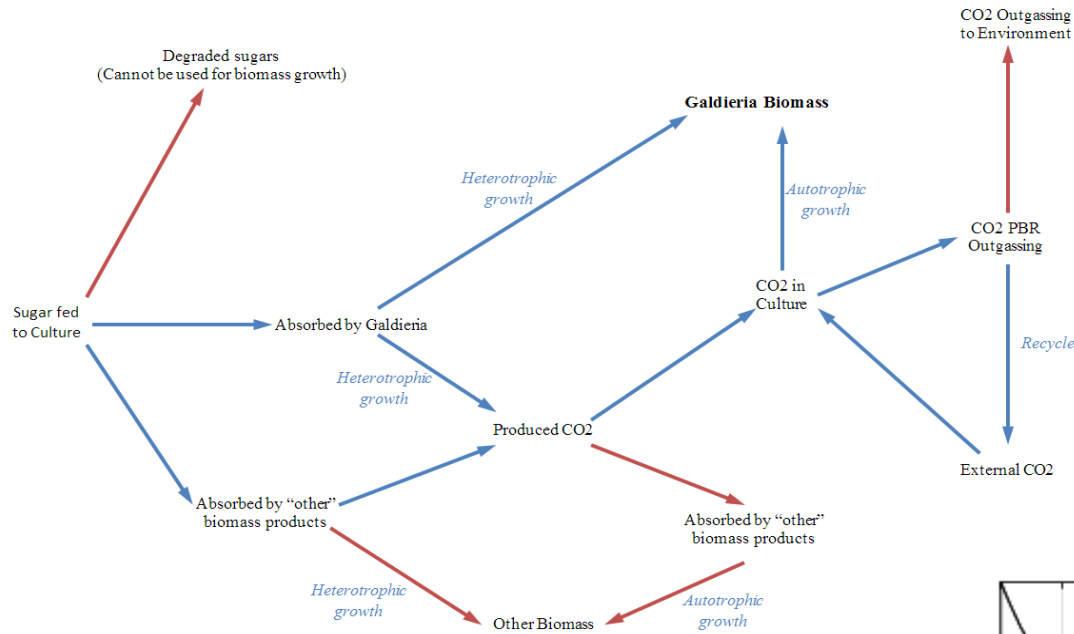 CO2 Outgassing
to Environment
Degraded sugars
(Cannot be used for biomass growth)
Galdieria Biomass
Heterotrophic
growth
Autotrophic
growth
CO2 PBR
Outgassing
CO2 in
Culture
Sugar fed
to Culture
Absorbed by Galdieria
Recycle
Heterotrophic
growth
Produced CO2
External CO2
Absorbed by “other”
biomass products
Absorbed by “other”
biomass products
Heterotrophic
growth
Autotrophic
growth
Other Biomass